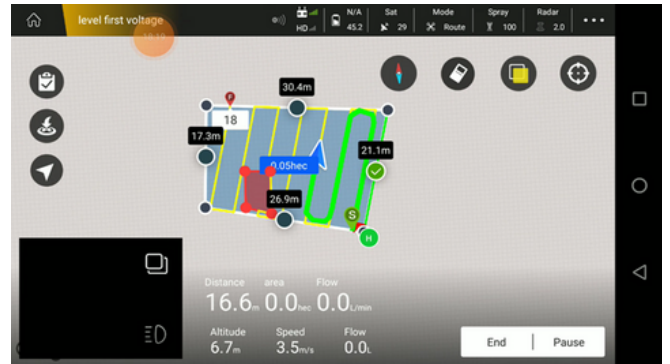 level first voltage
HD
N/A
45.2
Sat
29
Mode
Route
Spray
100
Radar
2.0
30.4m
18
17.3m
21.1m
0.05hec
26.9m
S
H
Distance area Flow
16.6m 0.0hec 0.0L/min
Altitude Speed Flow
6.7m 3.5m/s 0.0L
End Pause